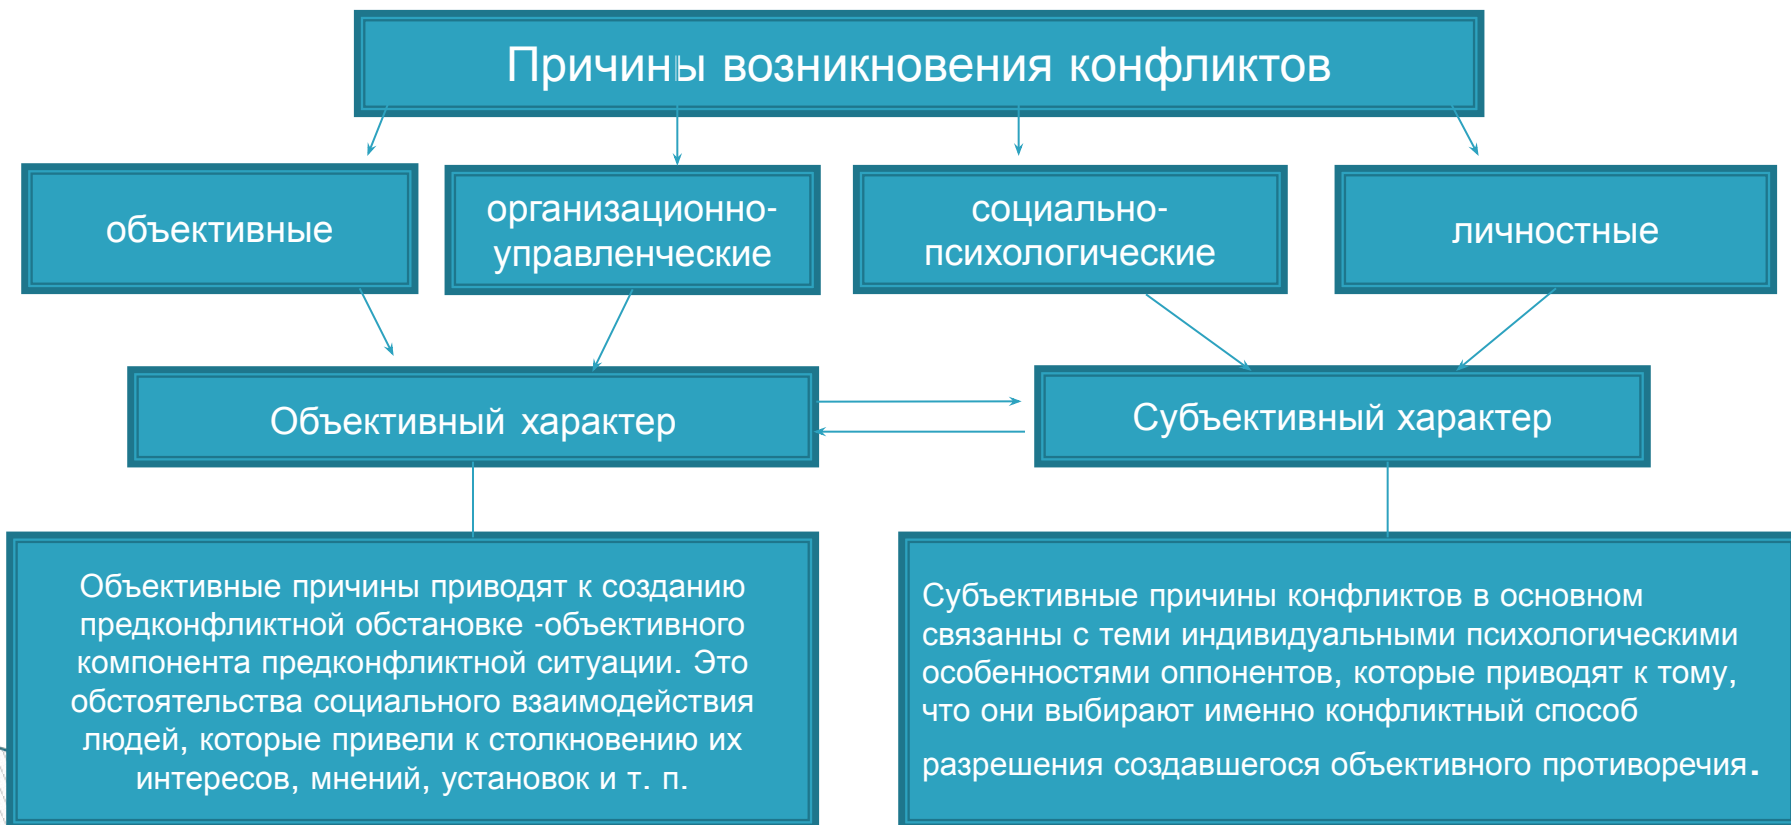 Причины возникновения конфликтов
объективные
организационно-
управленческие
социально-
психологические
личностные
Объективный характер
Субъективный характер
Объективные причины приводят к созданию
предконфликтной обстановке -объективного
компонента предконфликтной ситуации. Это
обстоятельства социального взаимодействия
людей, которые привели к столкновению их
интересов, мнений, установок и т. п.
Субъективные причины конфликтов в основном
связанны с теми индивидуальными психологическими
особенностями оппонентов, которые приводят к тому,
что они выбирают именно конфликтный способ
разрешения создавшегося объективного противоречия.